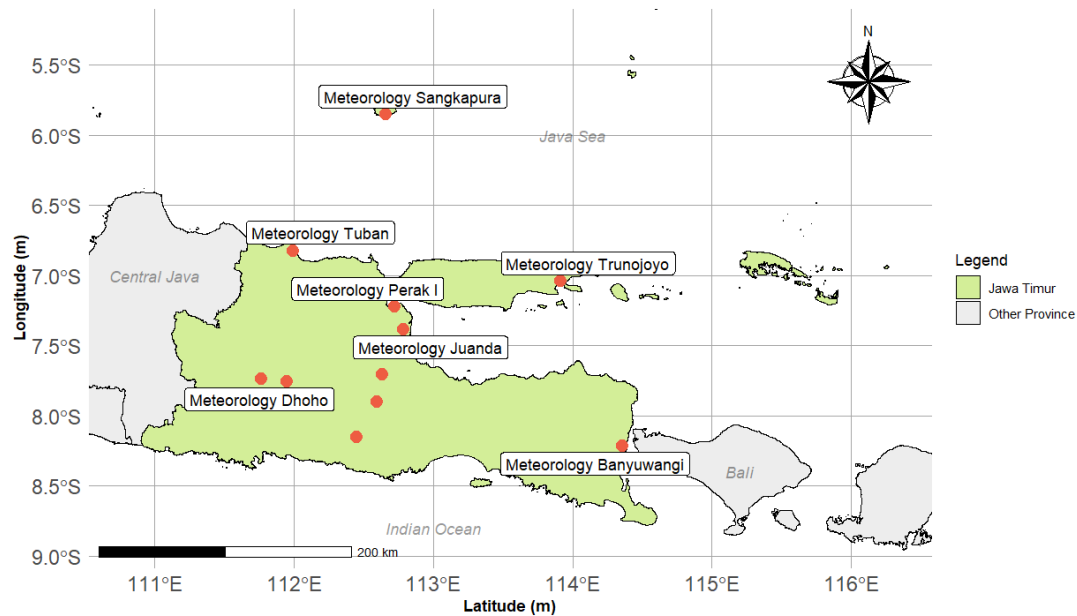 N
5.5°S
Meteorology Sangkapura
6.0°S
Java Sea
6.5°S
Meteorology Tuban
Central Java
7.0°S
Meteorology Trunojoyo
Meteorology Perak I
Longitude (m)
Legend
Jawa Timur
Other Province
7.5°S
Meteorology Juanda
8.0°S
Meteorology Dhoho
Meteorology Banyuwangi
Bali
8.5°S
Indian Ocean
9.0°S
200 km
111°E 112°E 113°E 114°E 115°E 116°E
Latitude (m)